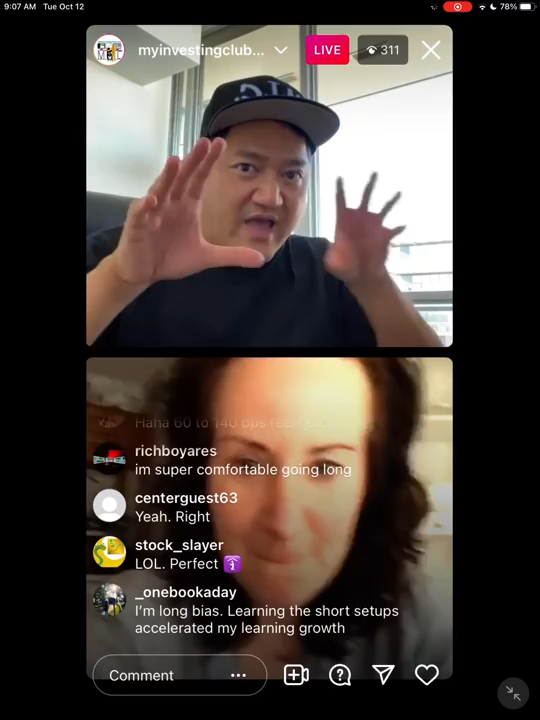 9:07 AM Tue Oct 12
78%
myinvestingclub...
LIVE
311
Haha 60 to 140 bps
richboyares
im super comfortable going long
centerguest63
Yeah. Right
stock_slayer
LOL. Perfect
_onebookaday
I'm long bias. Learning the short setups
accelerated my learning growth
Comment